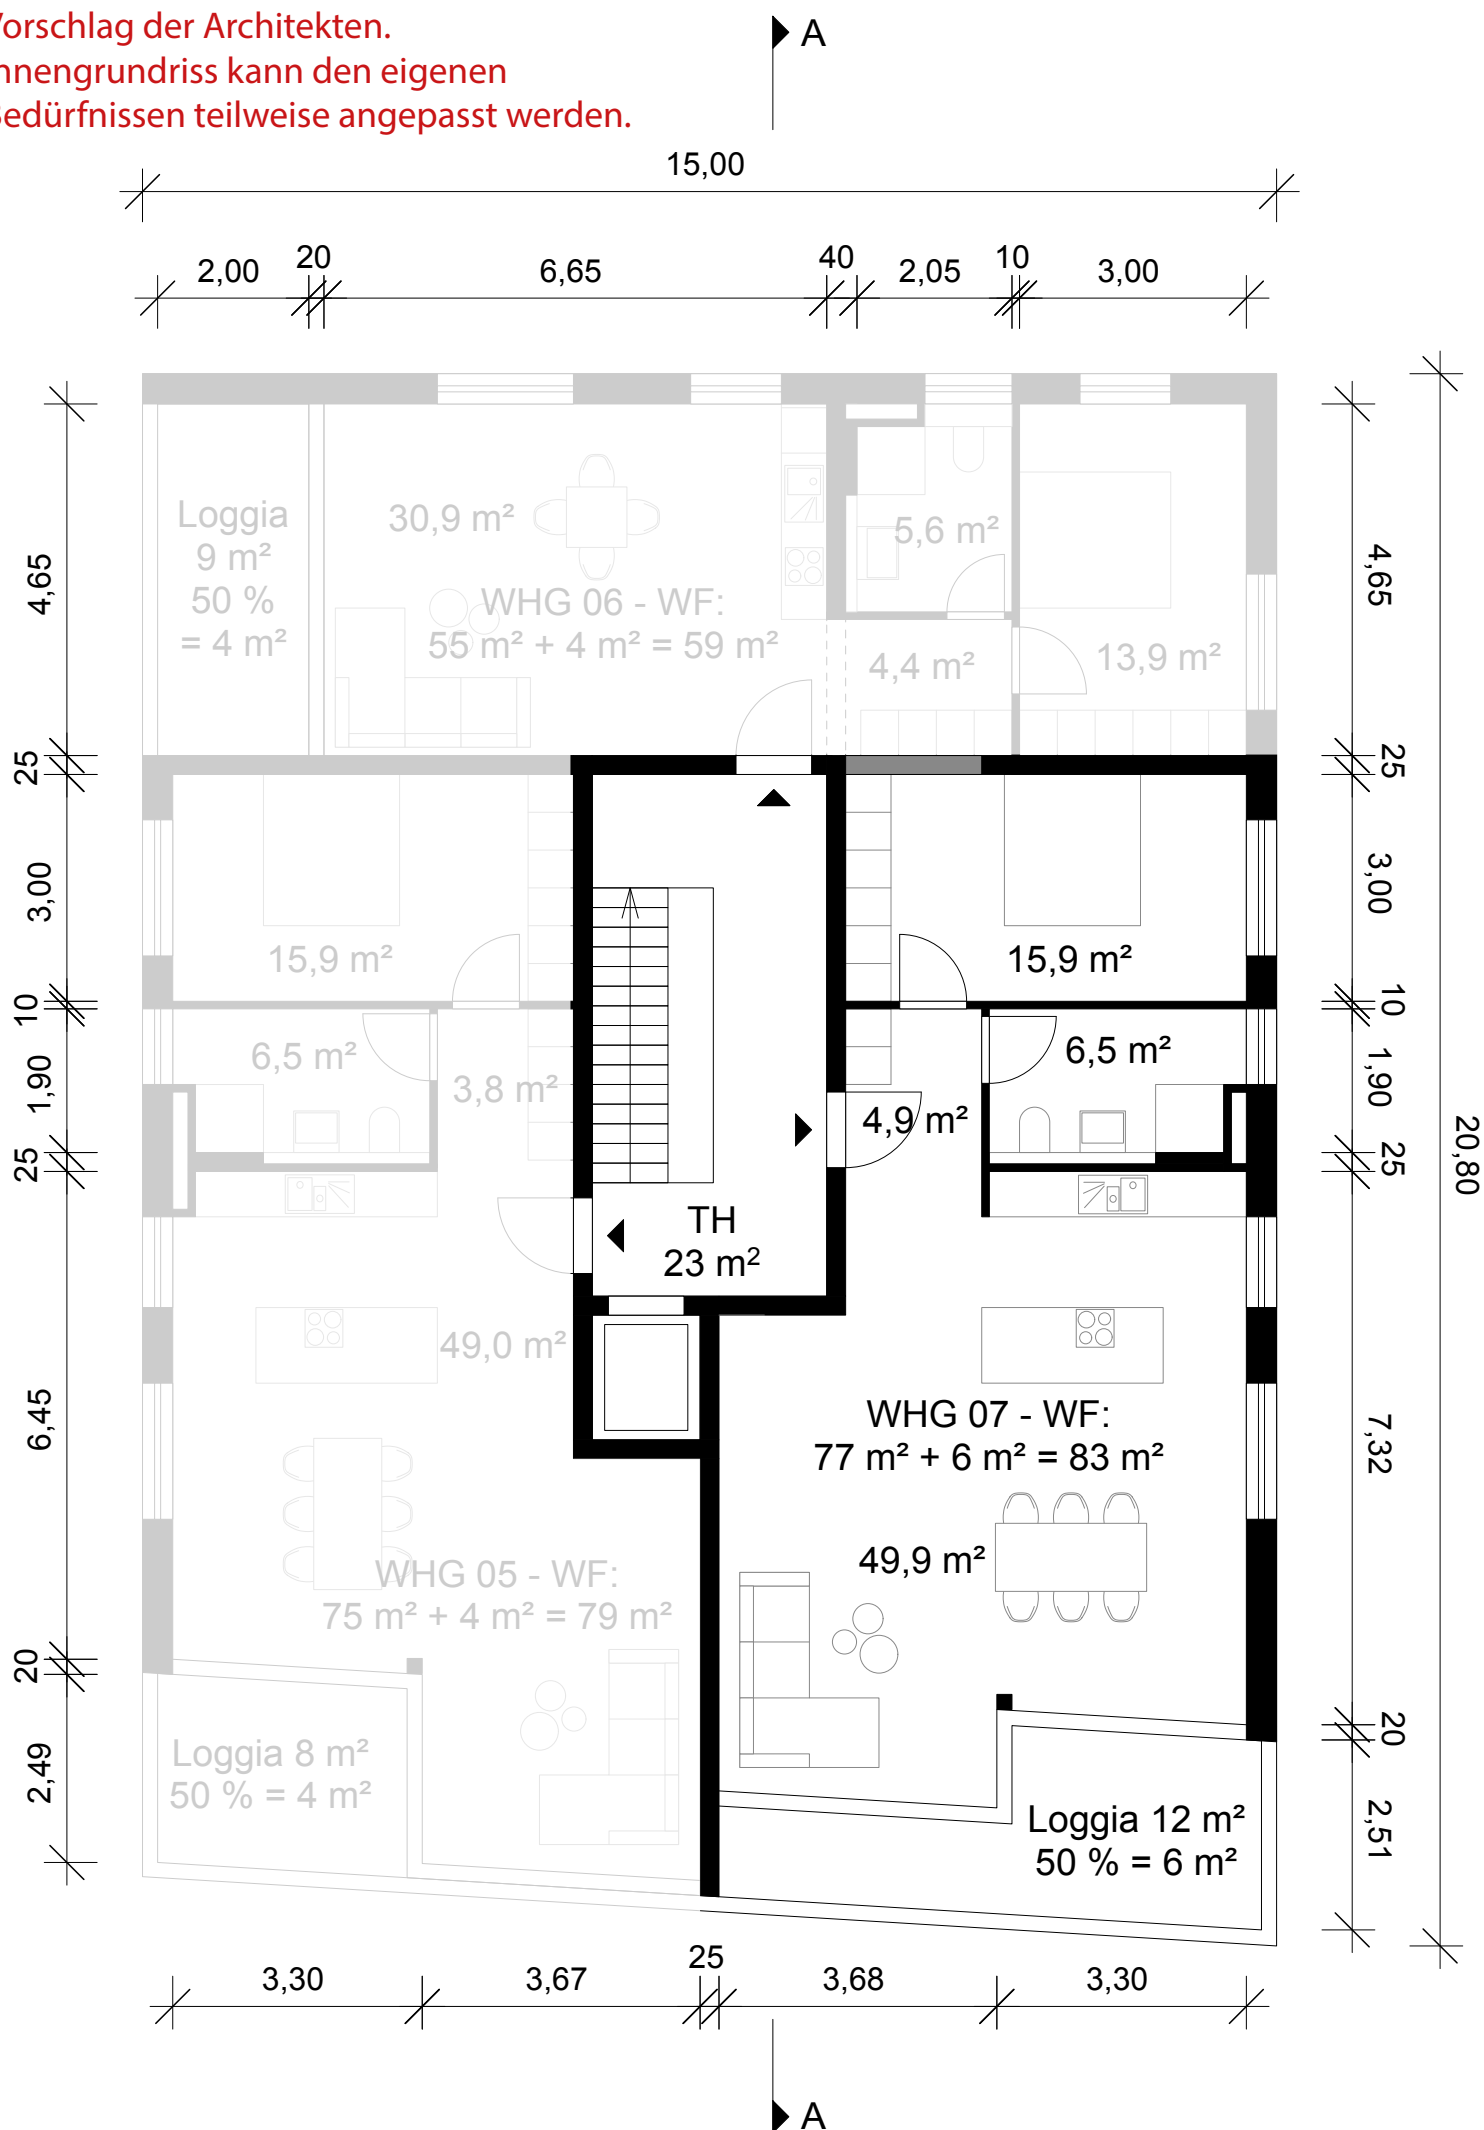 Vorschlag der Architekten.
Innengrundriss kann den eigenen
Bedürfnissen teilweise angepasst werden.
A
15,00
2,00
20
6,65
40
2,05
10
3,00
Loggia
9 m²
50 %
= 4 m²
30,9 m²
WHG 06 - WF:
55 m² + 4 m² = 59 m²
5,6 m²
4,4 m²
13,9 m²
4,65
25
3,00
10
1,90
25
6,45
20
2,49
4,65
25
3,00
10
1,90
25
7,32
20
2,51
20,80
15,9 m²
6,5 m²
3,8 m²
49,0 m²
WHG 05 - WF:
75 m² + 4 m² = 79 m²
Loggia 8 m²
50 % = 4 m²
TH
23 m²
15,9 m²
6,5 m²
4,9 m²
WHG 07 - WF:
77 m² + 6 m² = 83 m²
49,9 m²
Loggia 12 m²
50 % = 6 m²
3,30
3,67
25
3,68
3,30
A